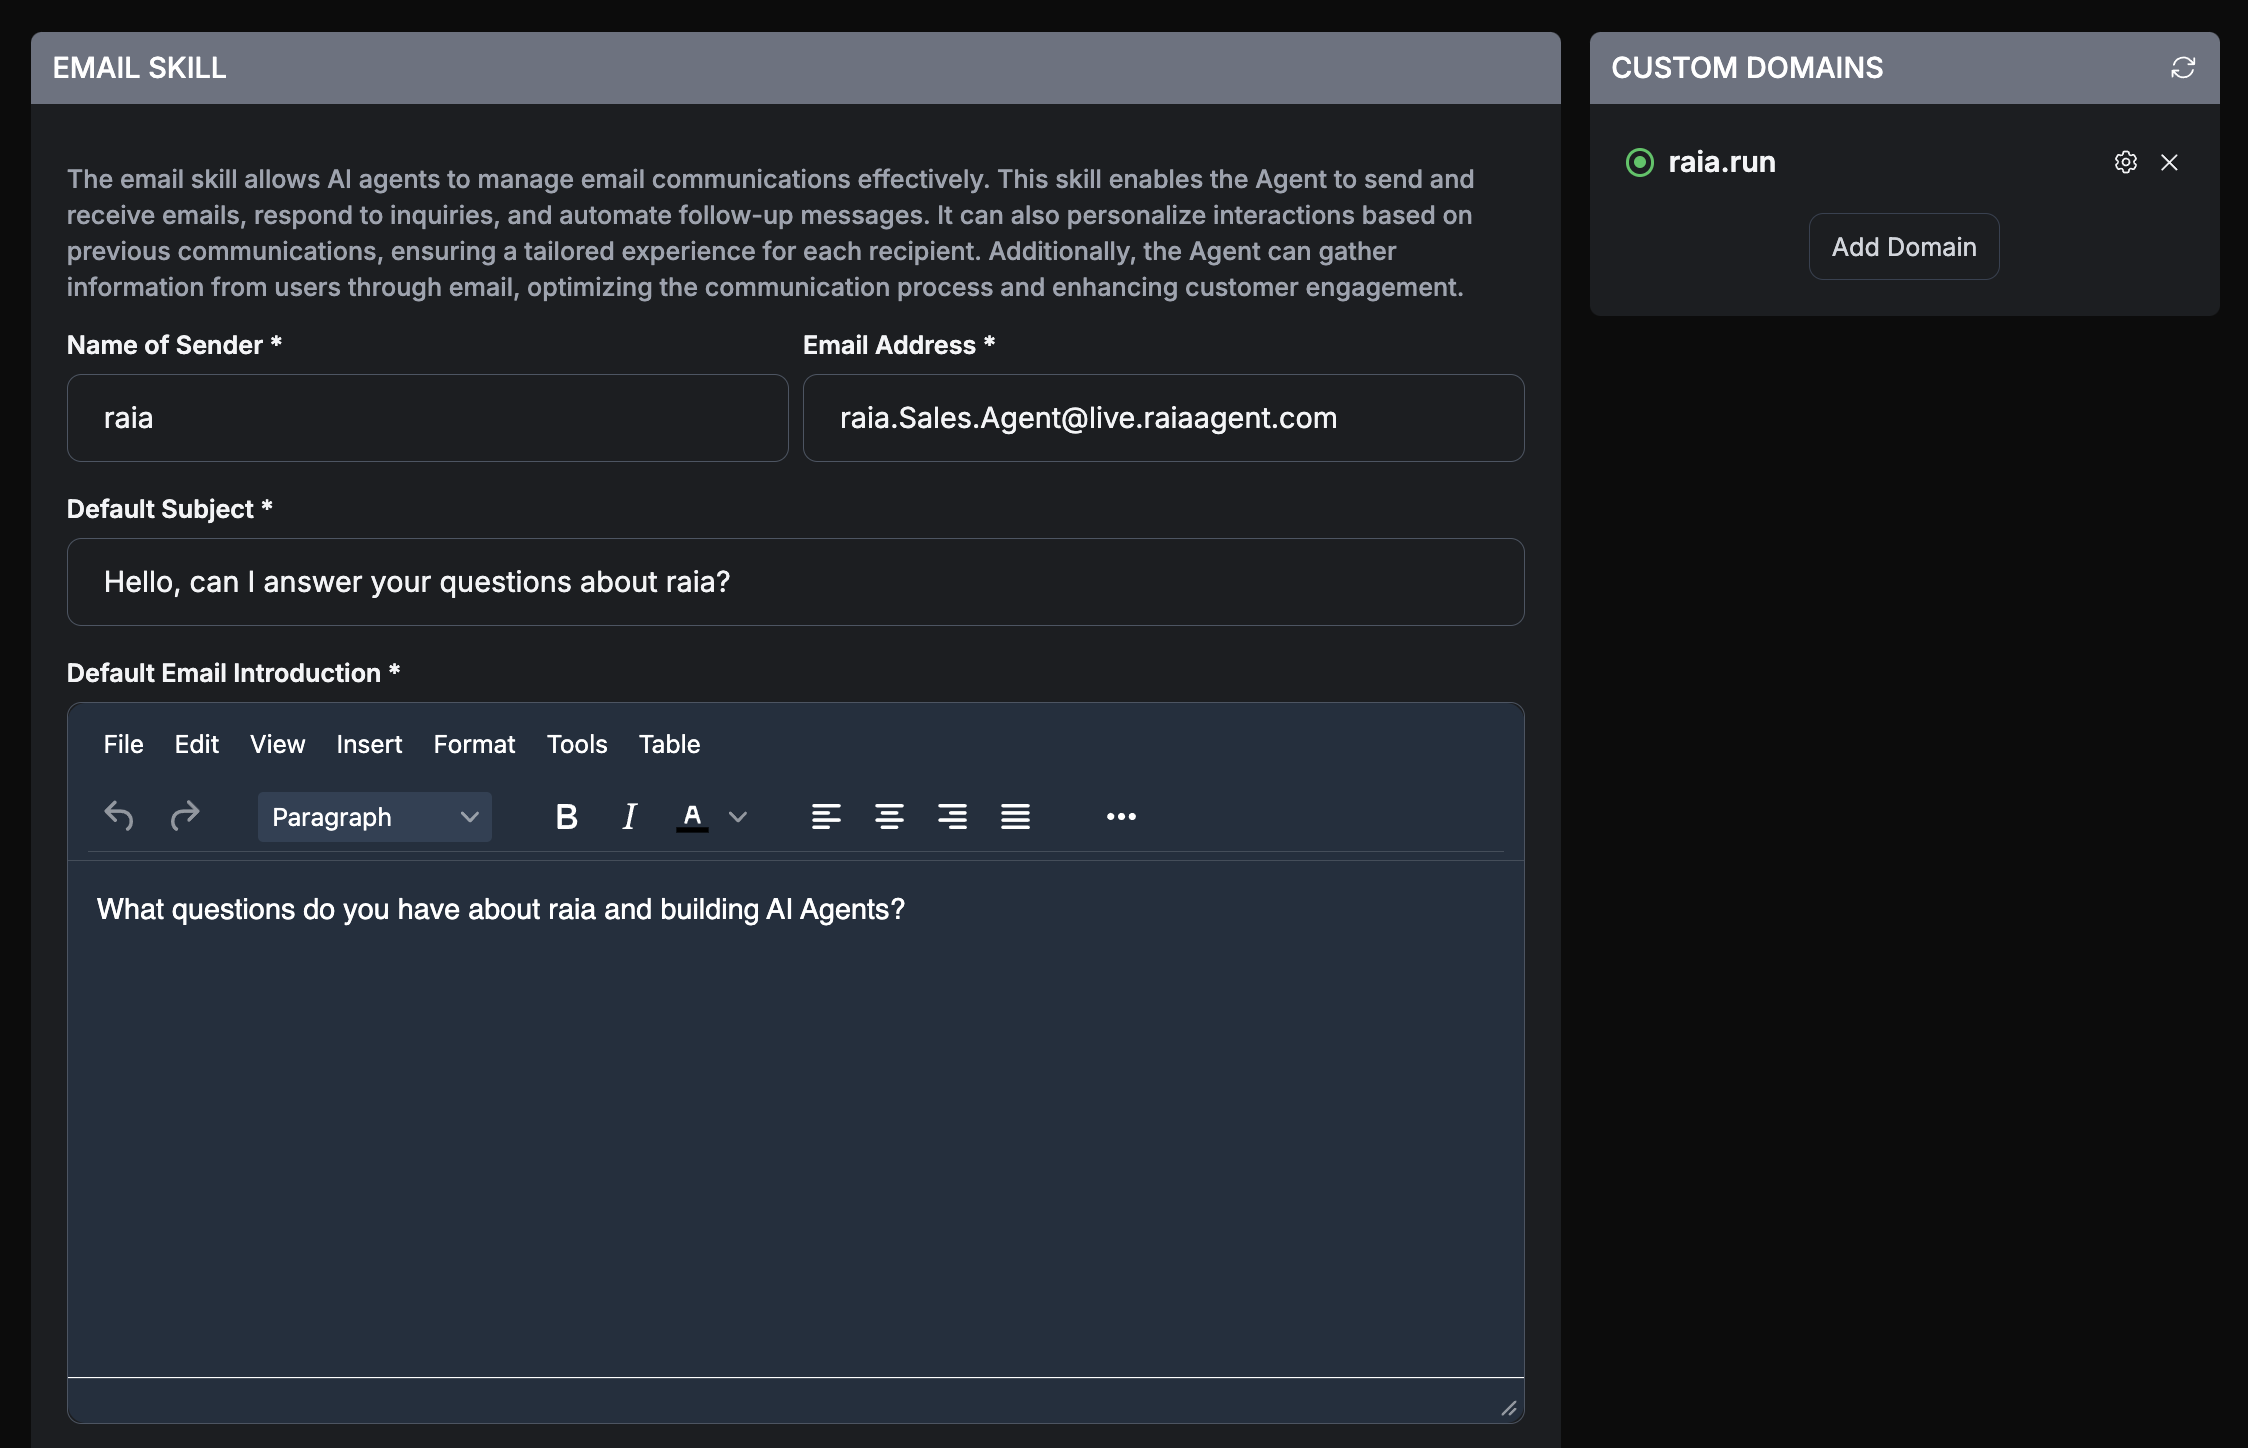 EMAIL SKILL
The email skill allows AI agents to manage email communications effectively. This skill enables the Agent to send and
receive emails, respond to inquiries, and automate follow-up messages. It can also personalize interactions based on
previous communications, ensuring a tailored experience for each recipient. Additionally, the Agent can gather
information from users through email, optimizing the communication process and enhancing customer engagement.
Name of Sender *
raia
Email Address *
raia.Sales.Agent@live.raiaagent.com
Default Subject *
Hello, can I answer your questions about raia?
Default Email Introduction *
File Edit View Insert Format Tools Table
Paragraph B I A
What questions do you have about raia and building AI Agents?
CUSTOM DOMAINS
raia.run
Add Domain